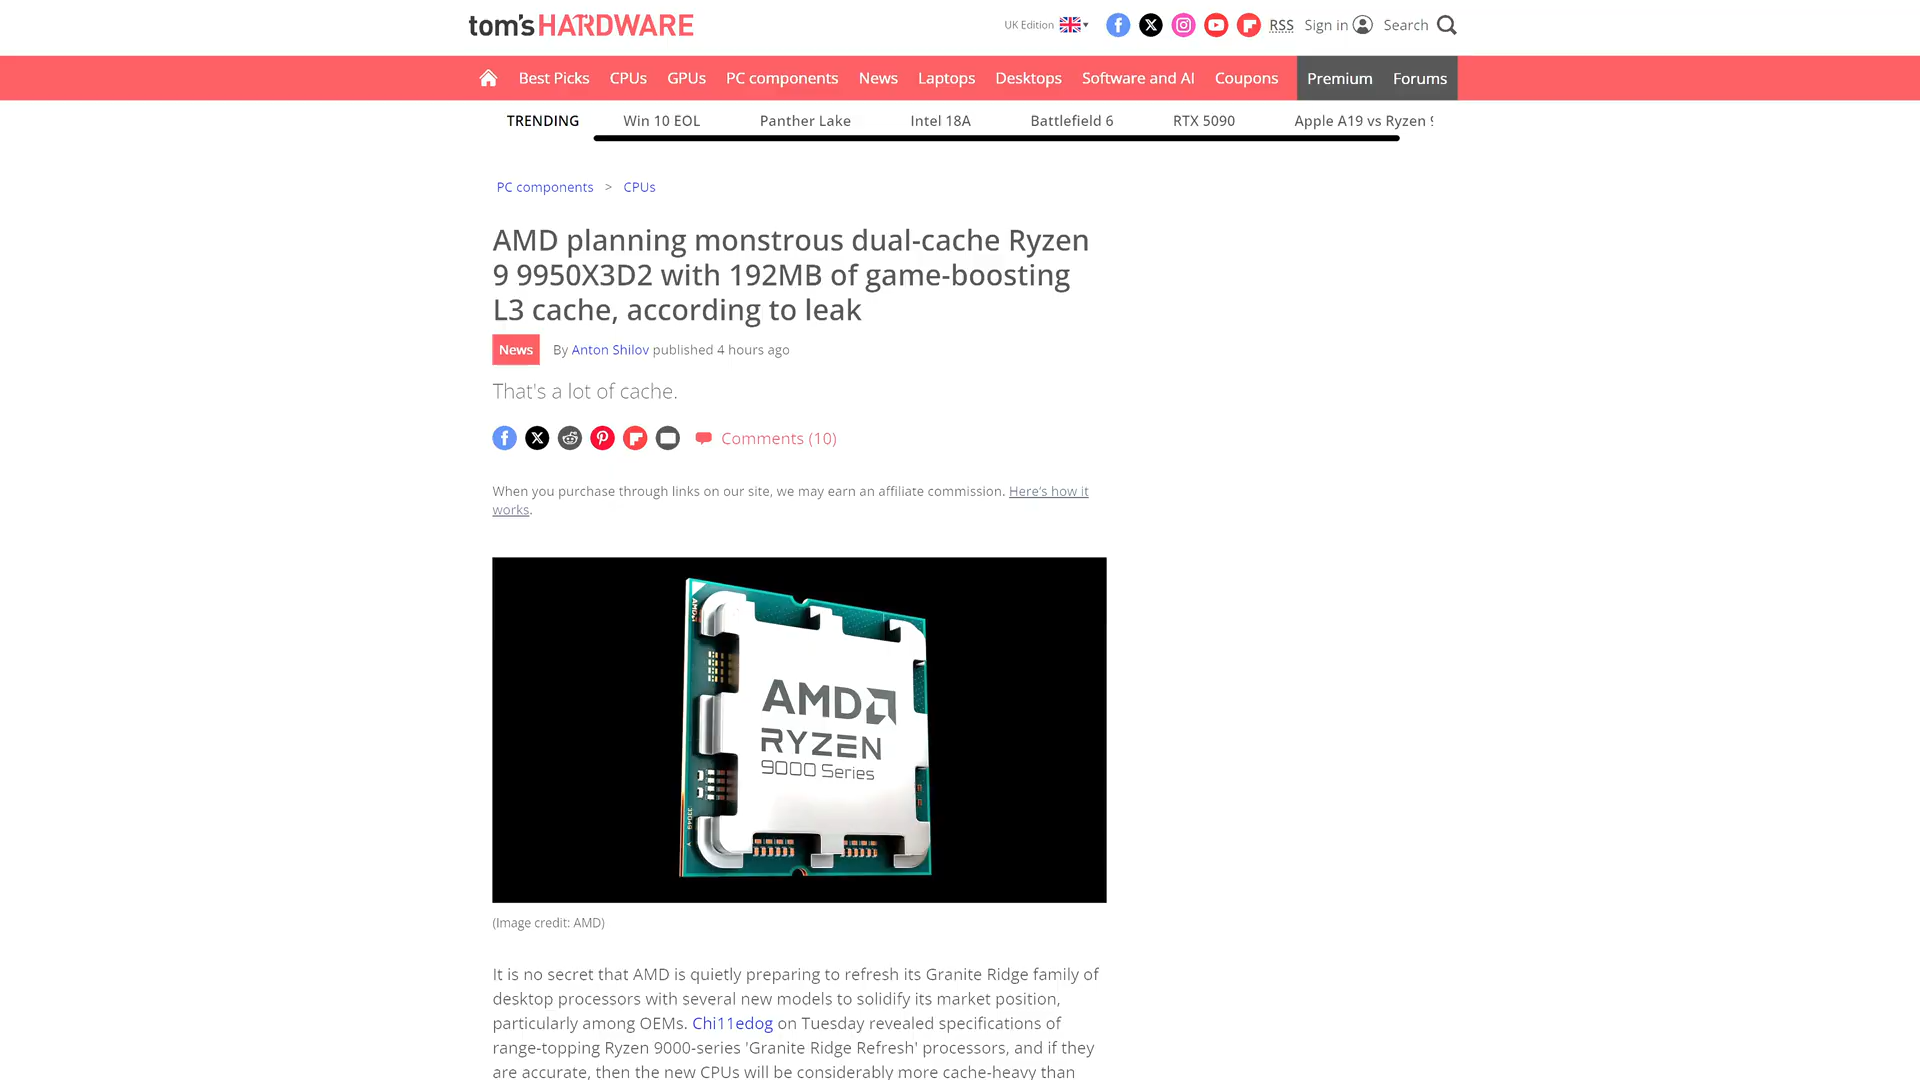 tom's HARDWARE
UK Edition
RSS
Sign in
Search
Best Picks
CPUs
GPUs
PC components
News
Laptops
Desktops
Software and AI
Coupons
Premium
Forums
TRENDING
Win 10 EOL
Panther Lake
Intel 18A
Battlefield 6
RTX 5090
Apple A19 vs Ryzen
PC components > CPUs
AMD planning monstrous dual-cache Ryzen
9 9950X3D2 with 192MB of game-boosting
L3 cache, according to leak
News
By Anton Shilov published 4 hours ago
That's a lot of cache.
Comments (10)
When you purchase through links on our site, we may earn an affiliate commission. Here's how it
works.
AMD
RYZEN
9000 Series
(Image credit: AMD)
It is no secret that AMD is quietly preparing to refresh its Granite Ridge family of
desktop processors with several new models to solidify its market position,
particularly among OEMs. Chi11edog on Tuesday revealed specifications of
range-topping Ryzen 9000-series 'Granite Ridge Refresh' processors, and if they
are accurate, then the new CPUs will be considerably more cache-heavy than